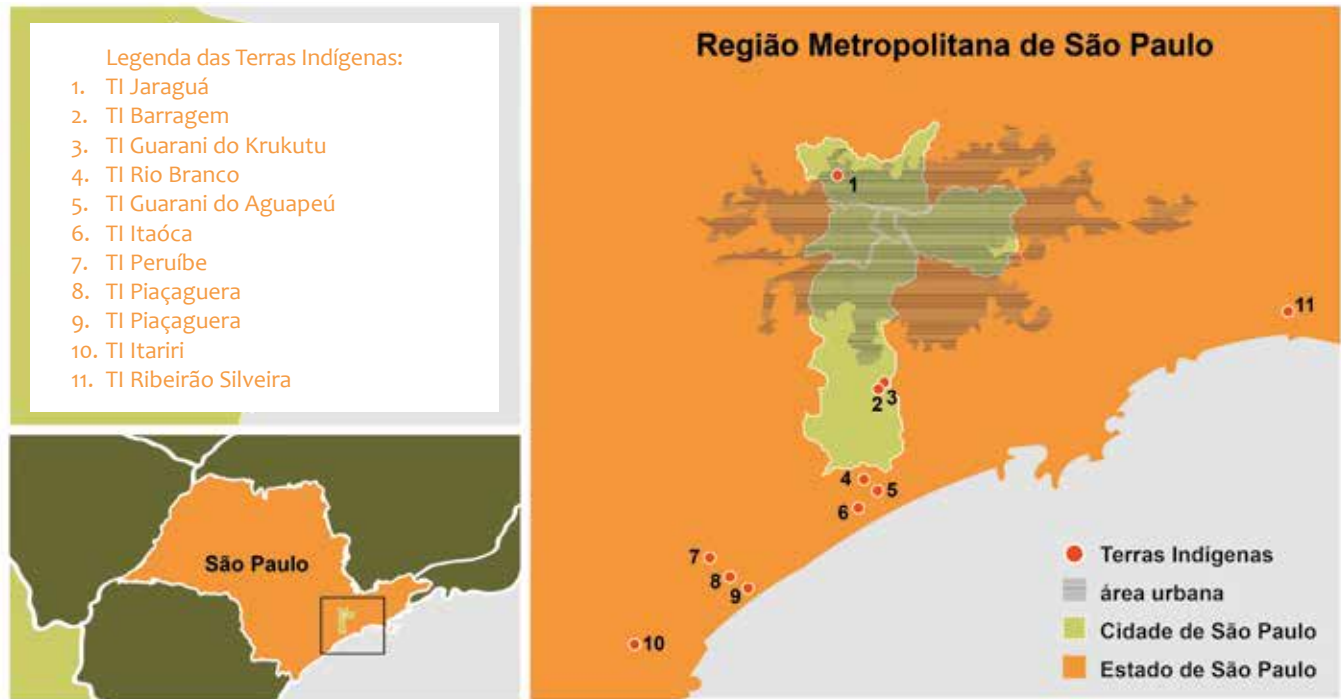 Legenda das Terras Indígenas:
1. TI Jaraguá
2. TI Barragem
3. TI Guarani do Krukutu
4. TI Rio Branco
5. TI Guarani do Aguapeú
6. TI Itaóca
7. TI Peruíbe
8. TI Piaçaguera
9. TI Piaçaguera
10. TI Itariri
11. TI Ribeirão Silveira
São Paulo
Região Metropolitana de São Paulo
1
11
2 3
4
5
6
7
8
9
10
Terras Indígenas
área urbana
Cidade de São Paulo
Estado de São Paulo